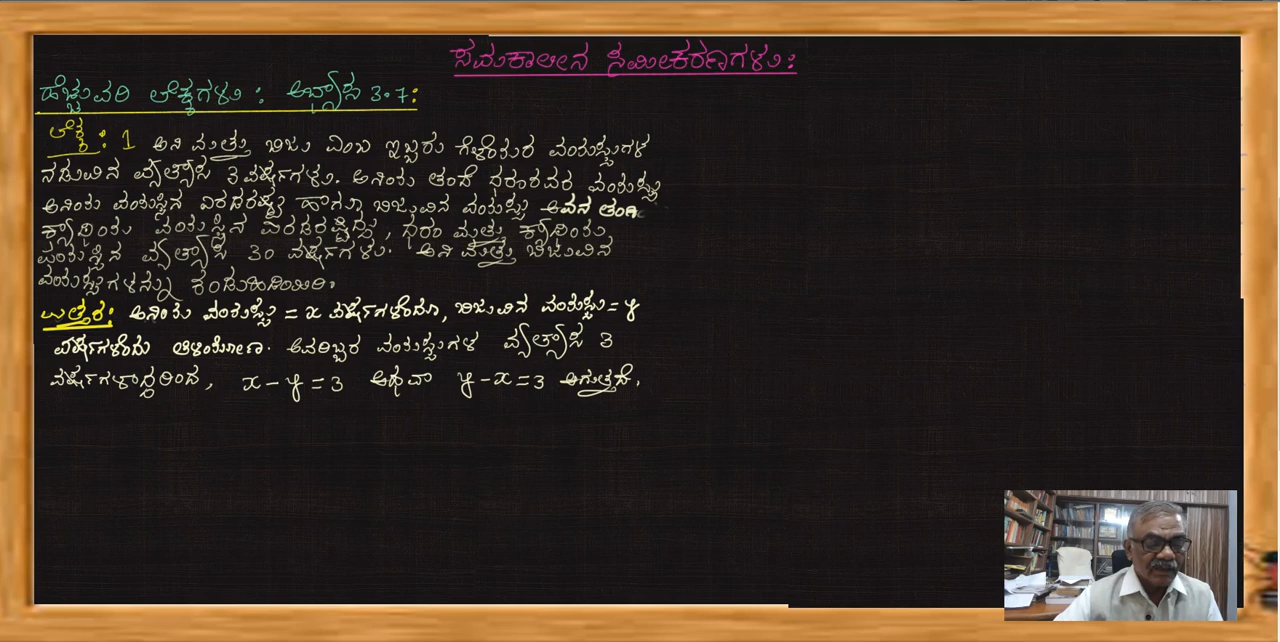 ಸಮಕಾಲೀನ ಸಮೀಕರಣಗಳು:
ಹೆಚ್ಚುವರಿ ಲೆಕ್ಕಗಳು: ಅಭ್ಯಾಸ 3.7:
ಲೆಕ್ಕ: 1 ಅನಿ ಮತ್ತು ಬಿಜು ಎಂಬ ಇಬ್ಬರು ಗೆಳೆಯರ ವಯಸ್ಸುಗಳ
ನಡುವಿನ ವ್ಯತ್ಯಾಸ 3 ವರ್ಷಗಳು. ಅನಿಯ ತಂದೆ ಧರಂರವರ ವಯಸ್ಸು
ಅನಿಯ ವಯಸ್ಸಿನ ಎರಡರಷ್ಟು ಹಾಗೂ ಬಿಜುವಿನ ವಯಸ್ಸು ಅವನ ತಂಗಿ
ಕ್ಯಾಥಿಯ ವಯಸ್ಸಿನ ಎರಡರಷ್ಟಿದ್ದು, ಧರಂ ಮತ್ತು ಕ್ಯಾಥಿಯ
ವಯಸ್ಸಿನ ವ್ಯತ್ಯಾಸ 30 ವರ್ಷಗಳು. ಅನಿ ಮತ್ತು ಬಿಜುವಿನ
ವಯಸ್ಸುಗಳನ್ನು ಕಂಡುಹಿಡಿಯಿರಿ.
ಉತ್ತರ: ಅನಿಯ ವಯಸ್ಸು = x ವರ್ಷಗಳೆಂದೂ, ಬಿಜುವಿನ ವಯಸ್ಸು = y
ವರ್ಷಗಳೆಂದು ತಿಳಿಯೋಣ. ಅವರಿಬ್ಬರ ವಯಸ್ಸುಗಳ ವ್ಯತ್ಯಾಸ 3
ವರ್ಷಗಳಾದ್ದರಿಂದ, x - y = 3 ಅಥವಾ y - x = 3 ಆಗುತ್ತದೆ.